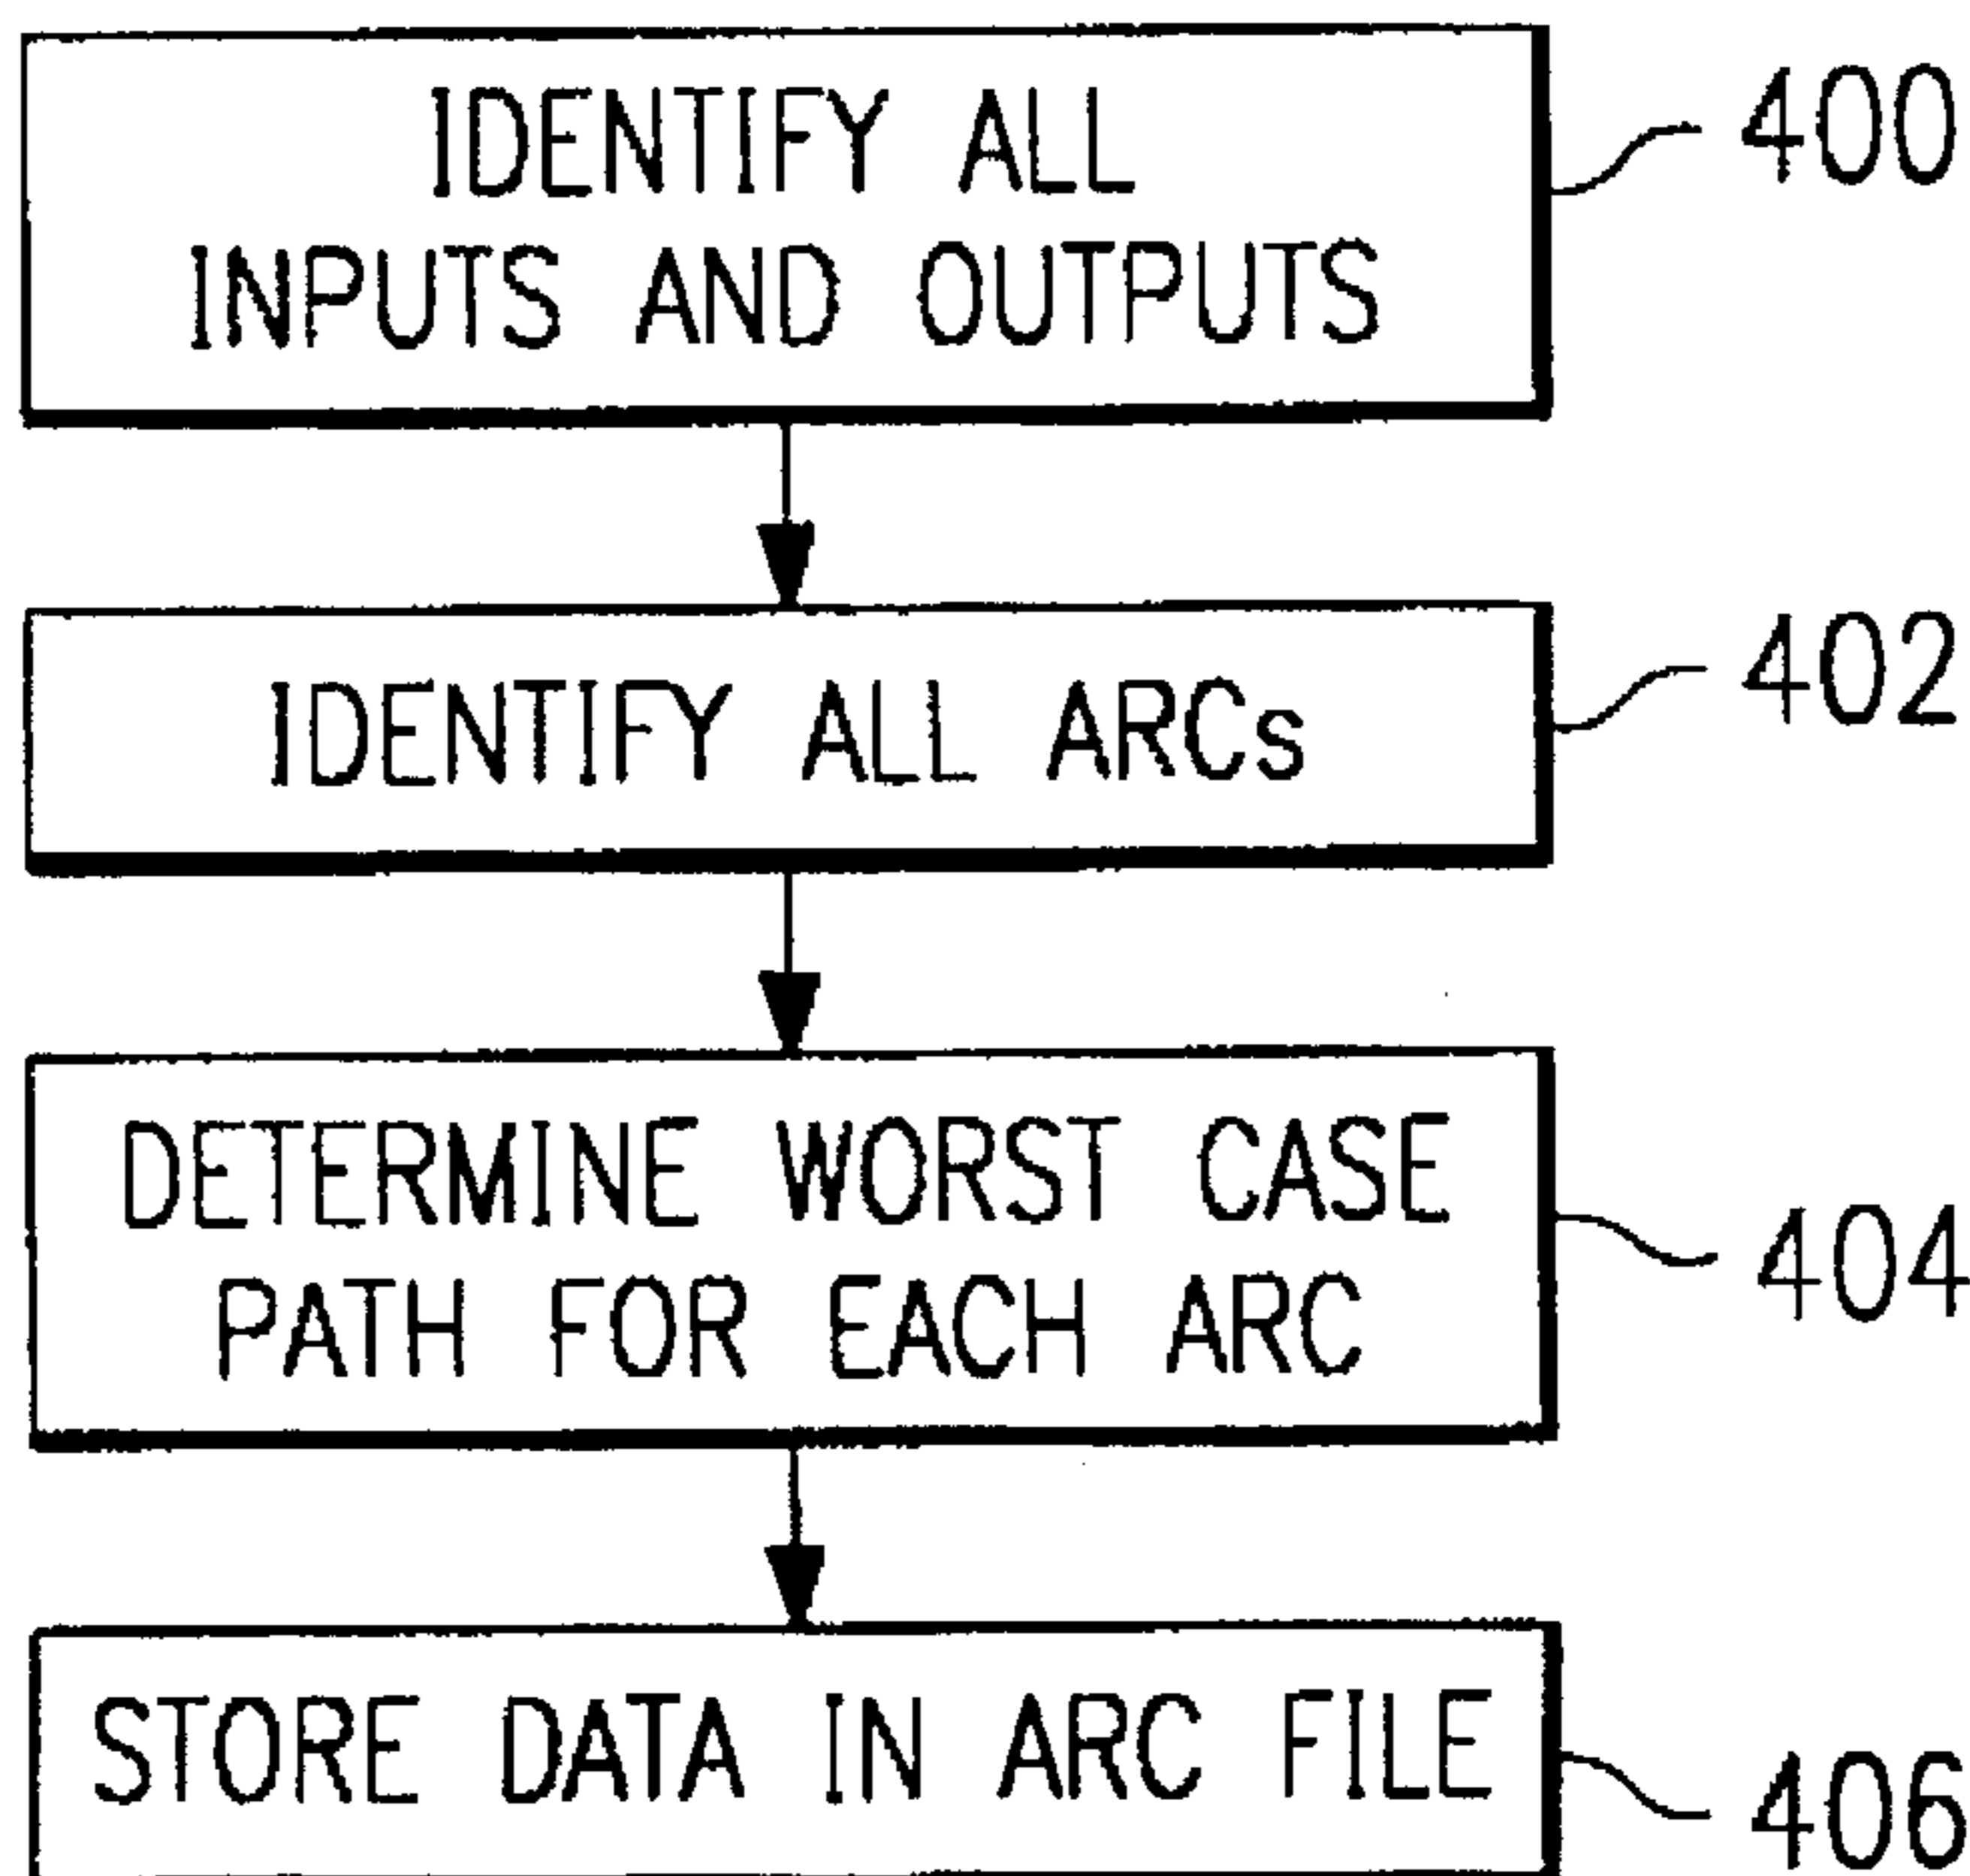 IDENTIFY ALL
INPUTS AND OUTPUTS
400
IDENTIFY ALL ARCs
402
DETERMINE WORST CASE
PATH FOR EACH ARC
404
STORE DATA IN ARC FILE
406